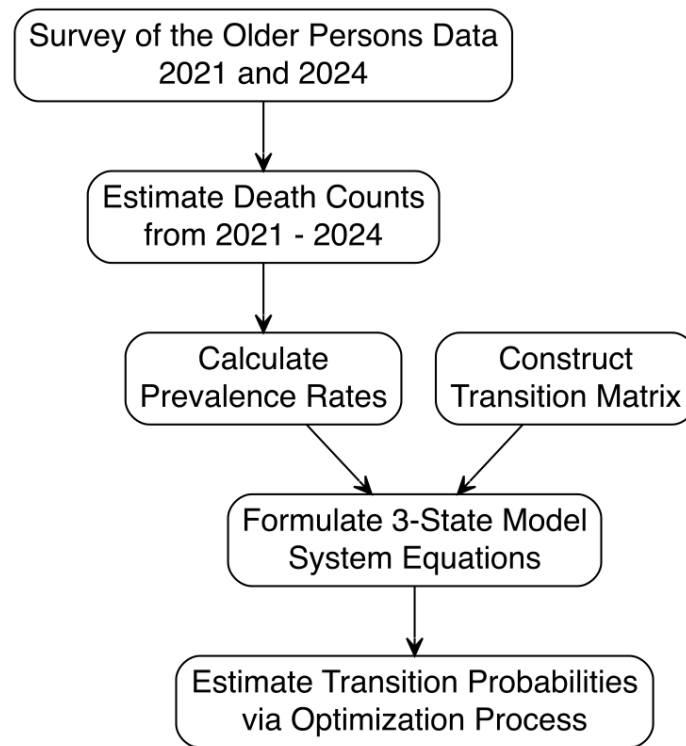 Survey of the Older Persons Data
2021 and 2024
Estimate Death Counts
from 2021 - 2024
Calculate
Prevalence Rates
Construct
Transition Matrix
Formulate 3-State Model
System Equations
Estimate Transition Probabilities
via Optimization Process